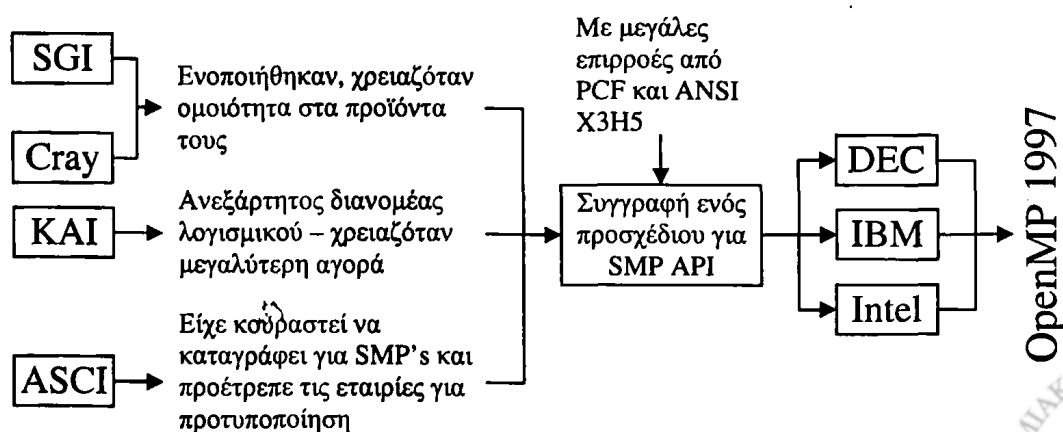 SGI
Cray
Ενοποιήθηκαν, χρειαζόταν
ομοιότητα στα προϊόντα
τους
KAI
Ανεξάρτητος διανομέας
λογισμικού – χρειαζόταν
μεγαλύτερη αγορά
ASCI
Είχε κουραστεί να
καταγράφει για SMP’s και
προέτρεπε τις εταιρίες για
προτυποποίηση
Με μεγάλες
επιρροές από
PCF και ANSI
X3H5
Συγγραφή ενός
προσχέδιου για
SMP API
DEC
IBM
Intel
OpenMP 1997